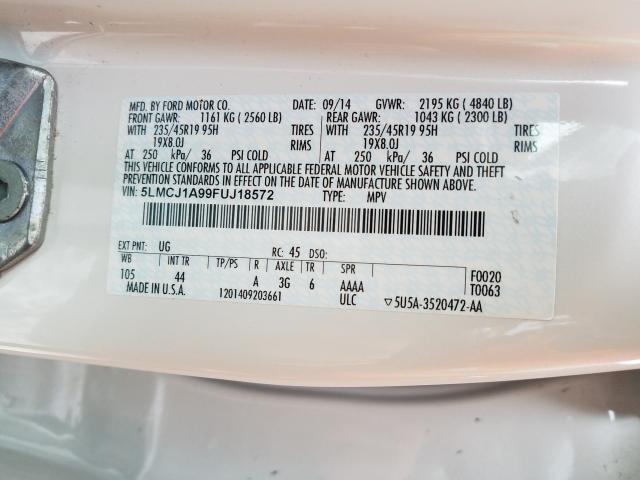 MFD. BY FORD MOTOR CO. DATE: 09/14 GVWR: 2195 KG ( 4840 LB)
FRONT GAWR: 1161 KG ( 2560 LB) REAR GAWR: 1043 KG ( 2300 LB)
WITH 235/45R19 95H TIRES WITH 235/45R19 95H TIRES
19X8.0J RIMS 19X8.0J RIMS
AT 250 kPa/ 36 PSI COLD AT 250 kPa/ 36 PSI COLD
THIS VEHICLE CONFORMS TO ALL APPLICABLE FEDERAL MOTOR VEHICLE SAFETY AND THEFT
PREVENTION STANDARDS IN EFFECT ON THE DATE OF MANUFACTURE SHOWN ABOVE.
VIN: 5LMCJ1A99FUJ18572 TYPE: MPV
EXT PNT: UG RC: 45 DSO:
WB INT TR TP/PS R AXLE TR SPR F0020
105 44 A 3G 6 AAAA T0063
MADE IN U.S.A. 1201409203661 ULC ▽5U5A-3520472-AA